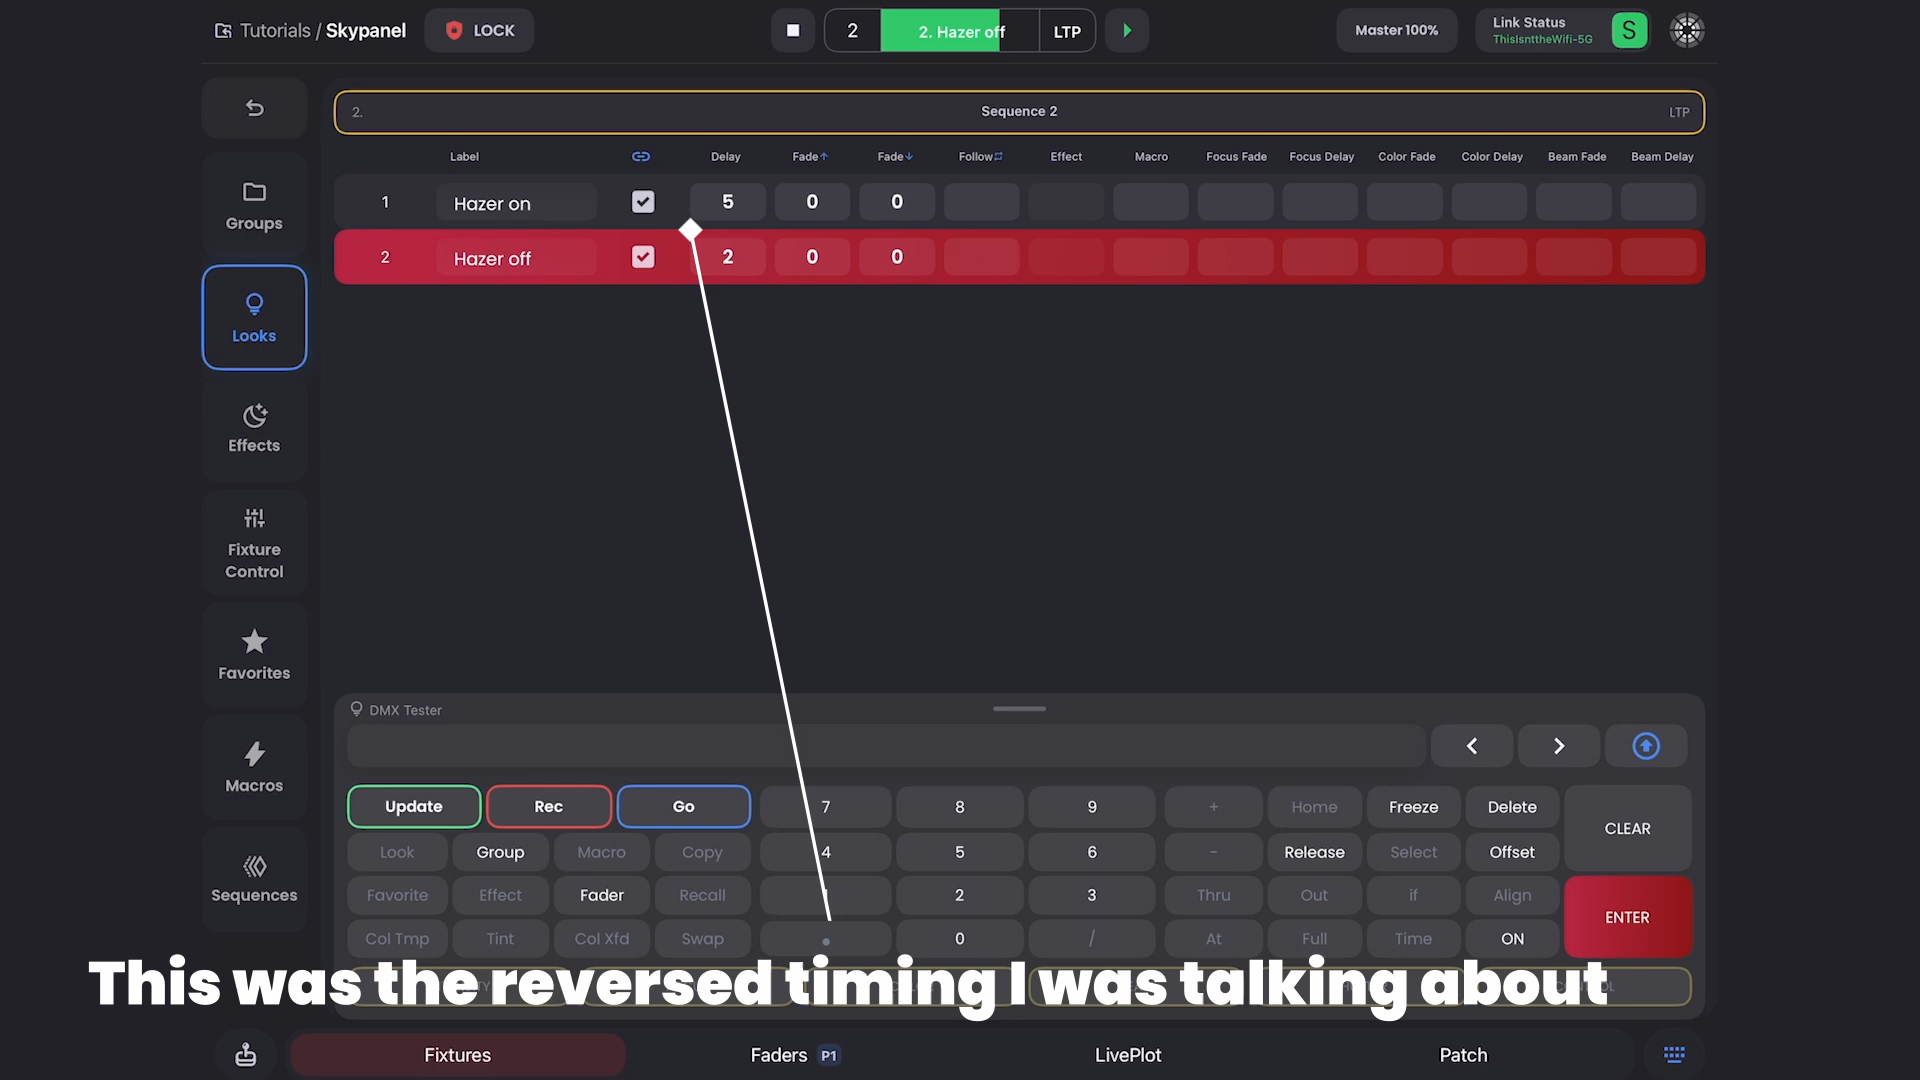 Tutorials / Skypanel
LOCK
2
2. Hazer off
LTP
Master 100%
Link Status
ThisIsnttheWifi-5G
S
2.
Sequence 2
LTP
Label Delay Fade↑ Fade↓ Follow Effect Macro Focus Fade Focus Delay Color Fade Color Delay Beam Fade Beam Delay
1 Hazer on 5 0 0
2 Hazer off 2 0 0
Groups
Looks
Effects
Fixture
Control
Favorites
Macros
Sequences
DMX Tester
Update Rec Go 7 8 9 + Home Freeze Delete CLEAR
Look Group Macro Copy 4 5 6 - Release Select Offset
Favorite Effect Fader Recall 1 2 3 Thru Out if Align ENTER
Col Tmp Tint Col Xfd Swap . 0 / At Full Time ON
This was the reversed timing I was talking about
Fixtures
Faders P1
LivePlot
Patch